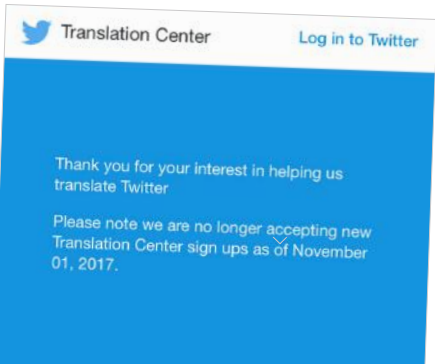 Translation Center
Log in to Twitter
Thank you for your interest in helping us
translate Twitter
Please note we are no longer accepting new
Translation Center sign ups as of November
01, 2017.